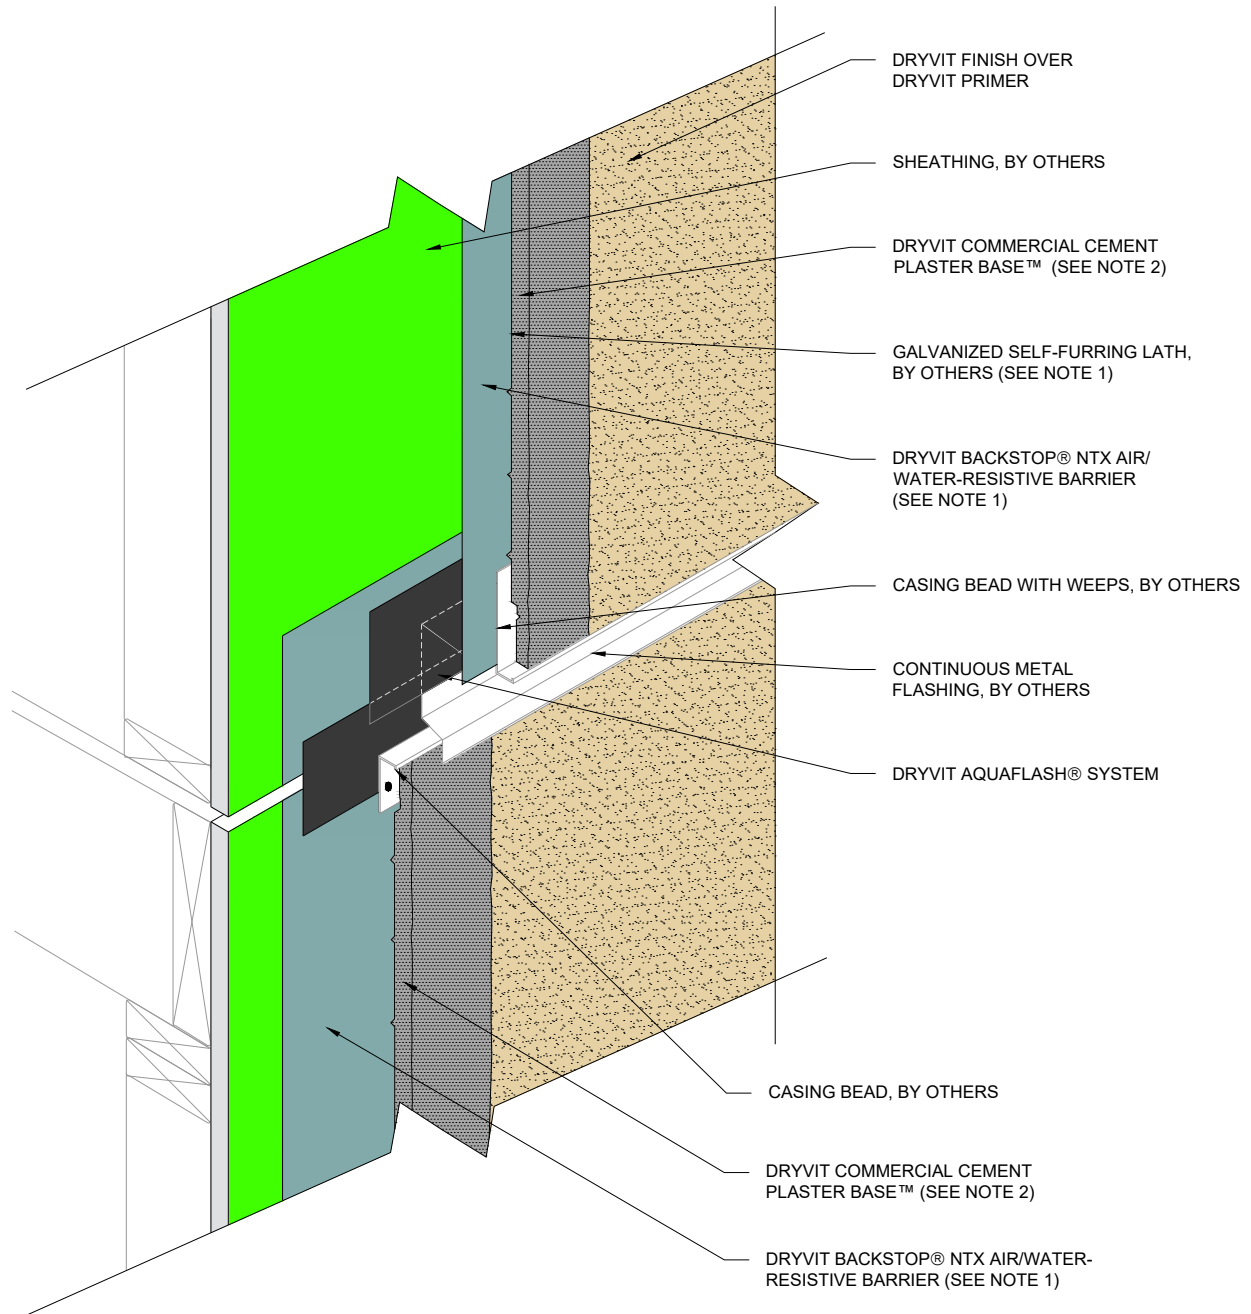 DRYVIT FINISH OVER
DRYVIT PRIMER
SHEATHING, BY OTHERS
DRYVIT COMMERCIAL CEMENT
PLASTER BASE™ (SEE NOTE 2)
GALVANIZED SELF-FURRING LATH,
BY OTHERS (SEE NOTE 1)
DRYVIT BACKSTOP® NTX AIR/
WATER-RESISTIVE BARRIER
(SEE NOTE 1)
CASING BEAD WITH WEEPS, BY OTHERS
CONTINUOUS METAL
FLASHING, BY OTHERS
DRYVIT AQUAFLASH® SYSTEM
CASING BEAD, BY OTHERS
DRYVIT COMMERCIAL CEMENT
PLASTER BASE™ (SEE NOTE 2)
DRYVIT BACKSTOP® NTX AIR/WATER-
RESISTIVE BARRIER (SEE NOTE 1)